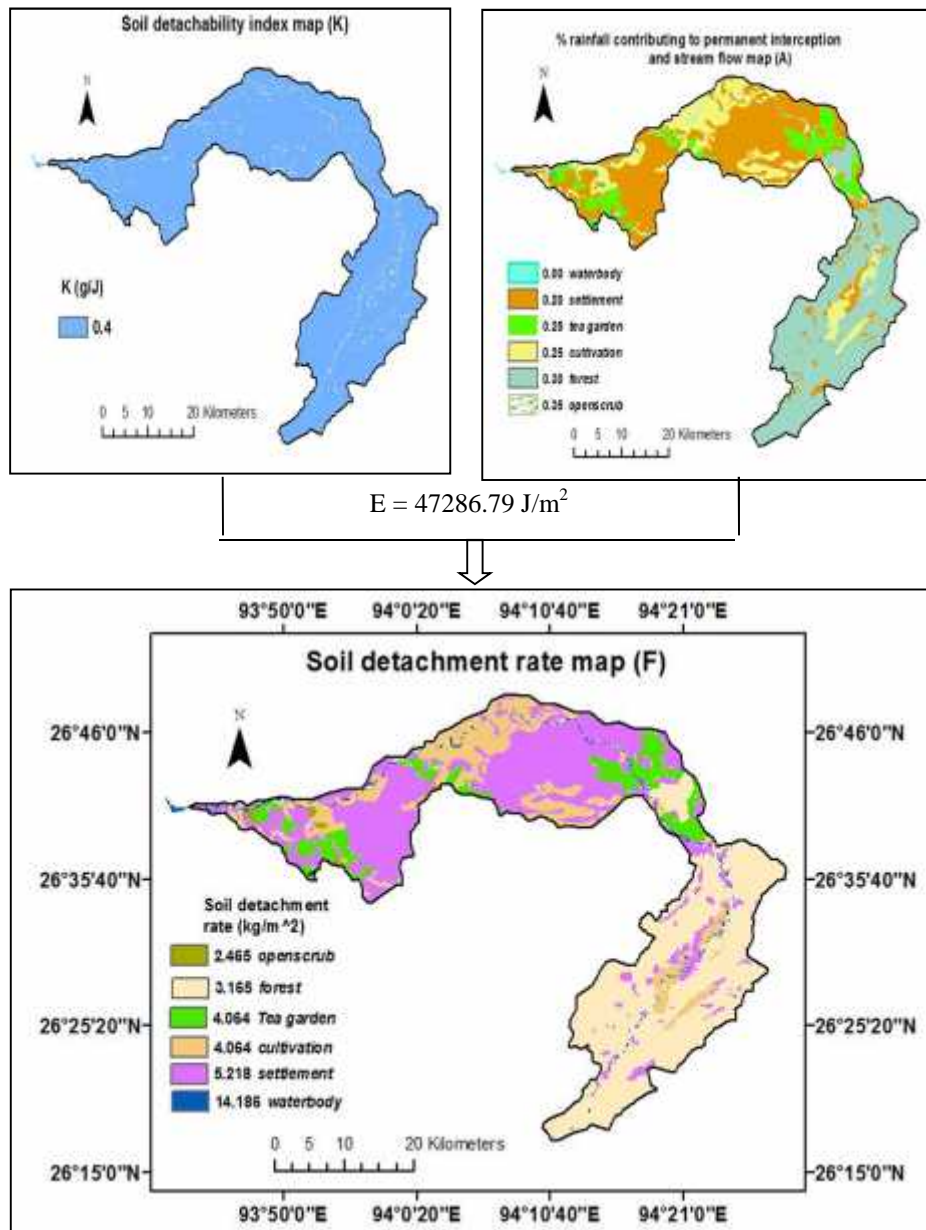 Soil detachability index map (K)
N
K (g/J)
0.4
0 5 10 20 Kilometers
% rainfall contributing to permanent interception
and stream flow map (A)
N
0.00 waterbody
0.20 settlement
0.25 tea garden
0.25 cultivation
0.30 forest
0.35 openscrub
0 5 10 20 Kilometers
E = 47286.79 J/m²
93°50'0"E 94°0'20"E 94°10'40"E 94°21'0"E
Soil detachment rate map (F)
N
26°46'0"N 26°46'0"N
26°35'40"N 26°35'40"N
Soil detachment
rate (kg/m ^2)
2.465 openscrub
3.165 forest
4.064 Tea garden
4.064 cultivation
5.218 settlement
14.186 waterbody
26°25'20"N 26°25'20"N
0 5 10 20 Kilometers
26°15'0"N 26°15'0"N
93°50'0"E 94°0'20"E 94°10'40"E 94°21'0"E